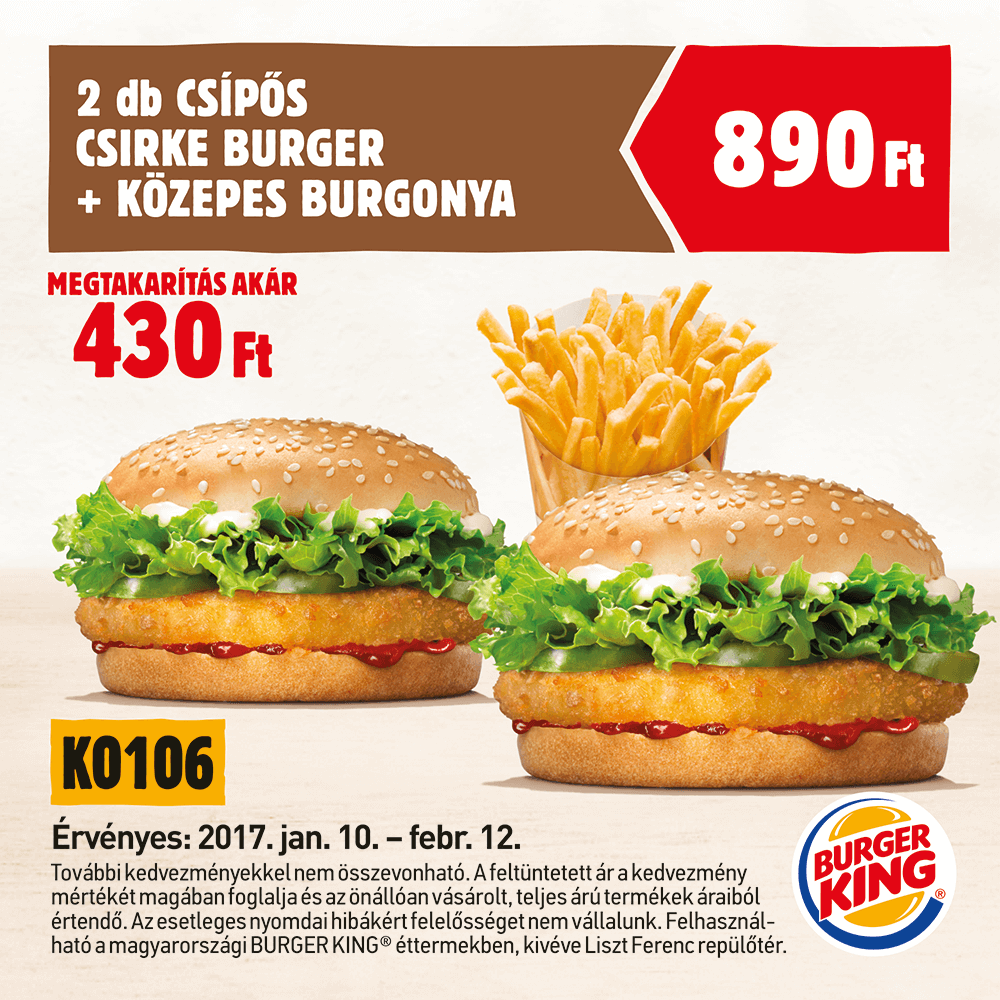 2 db CSÍPŐS
CSIRKE BURGER
+ KÖZEPES BURGONYA
890 Ft
MEGTAKARÍTÁS AKÁR
430 Ft
K0106
Érvényes: 2017. jan. 10. – febr. 12.
További kedvezményekkel nem összevonható. A feltüntetett ár a kedvezmény
mértékét magában foglalja és az önállóan vásárolt, teljes árú termékek áraiból
értendő. Az esetleges nyomdai hibákért felelősséget nem vállalunk. Felhasznál-
ható a magyarországi BURGER KING® éttermekben, kivéve Liszt Ferenc repülőtér.
BURGER
KING®